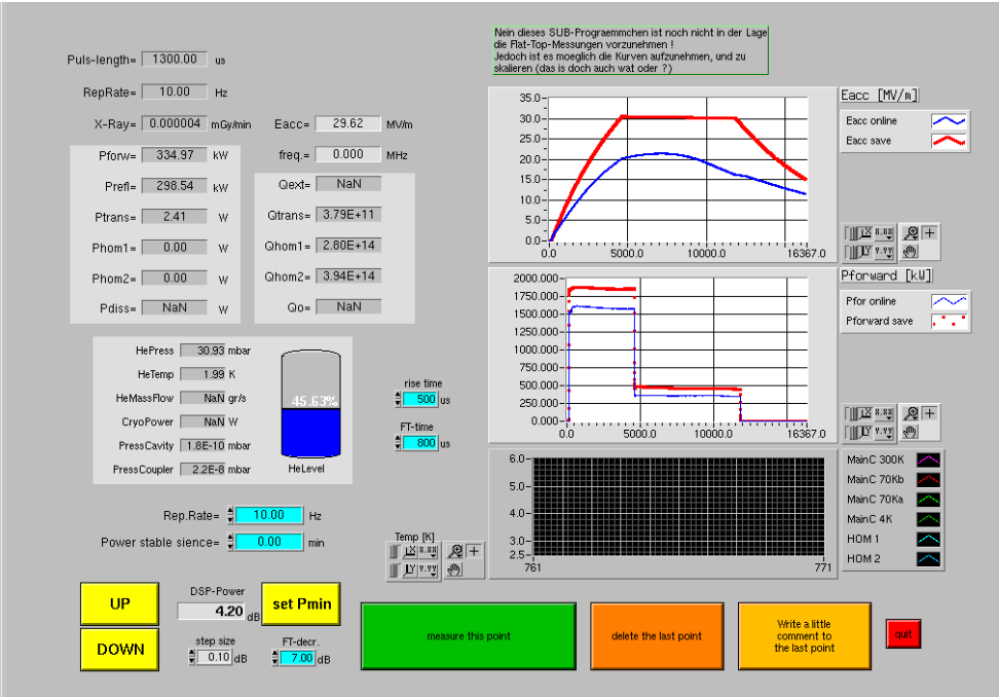 Nein dieses SUB-Prograemmchen ist noch nicht in der Lage
die Flat-Top-Messungen vorzunehmen !
Jedoch ist es moeglich die Kurven aufzunehmen, und zu
skalieren (das is doch auch wat oder ?)
Puls-length= 1300.00 us
RepRate= 10.00 Hz
X-Ray= 0.000004 mGy/min
Eacc= 29.62 MV/m
Pforw= 334.97 kW
freq.= 0.000 MHz
Prefl= 298.54 kW
Qext= NaN
Ptrans= 2.41 W
Qtrans= 3.79E+11
Phom1= 0.00 W
Qhom1= 2.80E+14
Phom2= 0.00 W
Qhom2= 3.94E+14
Pdiss= NaN W
Qo= NaN
Eacc [MV/m]
Eacc online
Eacc save
35.0
30.0
25.0
20.0
15.0
10.0
5.0
0.0
0.0 5000.0 10000.0 16367.0
X.XX
Y.YY
Pforward [kW]
Pfor online
Pforward save
2000.000
1750.000
1500.000
1250.000
1000.000
750.000
500.000
250.000
0.000
0.0 5000.0 10000.0 16367.0
X.XX
Y.YY
HePress 30.93 mbar
HeTemp 1.99 K
HeMassFlow NaN gr/s
CryoPower NaN W
PressCavity 1.8E-10 mbar
PressCoupler 2.2E-8 mbar
45.63%
HeLevel
rise time
500 us
FT-time
800 us
6.0
5.0
4.0
3.0
2.5
761 771
MainC 300K
MainC 70Kb
MainC 70Ka
MainC 4K
HOM 1
HOM 2
Temp [K]
X.XX
Y.YY
Rep.Rate= 10.00 Hz
Power stable sience= 0.00 min
UP
DOWN
DSP-Power
4.20 dB
set Pmin
step size
0.10 dB
FT-decr.
7.00 dB
measure this point
delete the last point
Write a little
comment to
the last point
quit